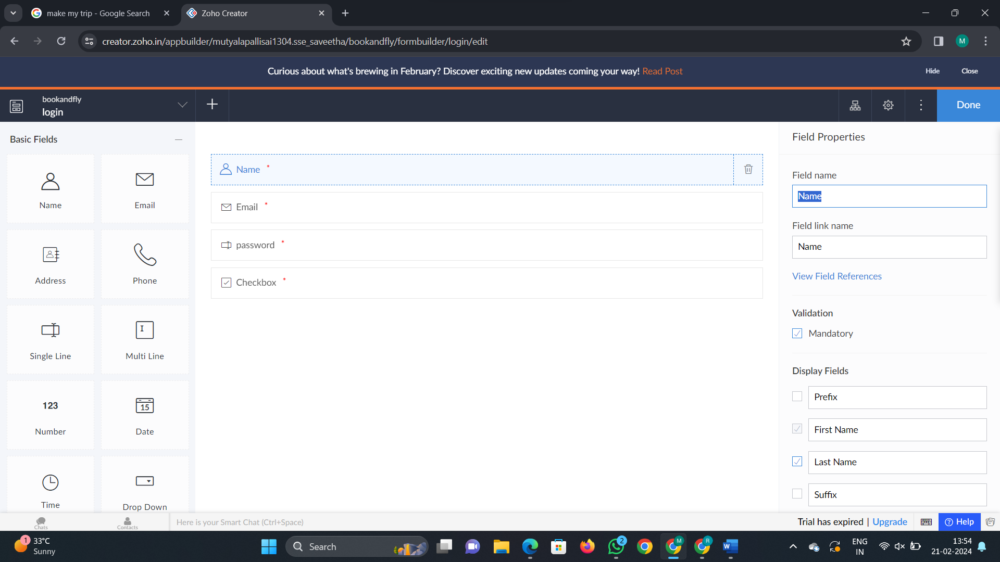 make my trip - Google Search
Zoho Creator
creator.zoho.in/appbuilder/mutyalapallisai1304.sse_saveetha/bookandfly/formbuilder/login/edit
M
Curious about what's brewing in February? Discover exciting new updates coming your way! Read Post
Hide
Close
bookandfly
login
Done
Basic Fields
Name
Email
Address
Phone
Single Line
Multi Line
123
Number
15
Date
Time
Drop Down
Name *
Email *
password *
Checkbox *
Field Properties
Field name
Name
Field link name
Name
View Field References
Validation
Mandatory
Display Fields
Prefix
First Name
Last Name
Suffix
Chats
Contacts
Here is your Smart Chat (Ctrl+Space)
Trial has expired | Upgrade
Help
1
33°C
Sunny
Search
2
M
R
W
ENG
IN
13:54
21-02-2024